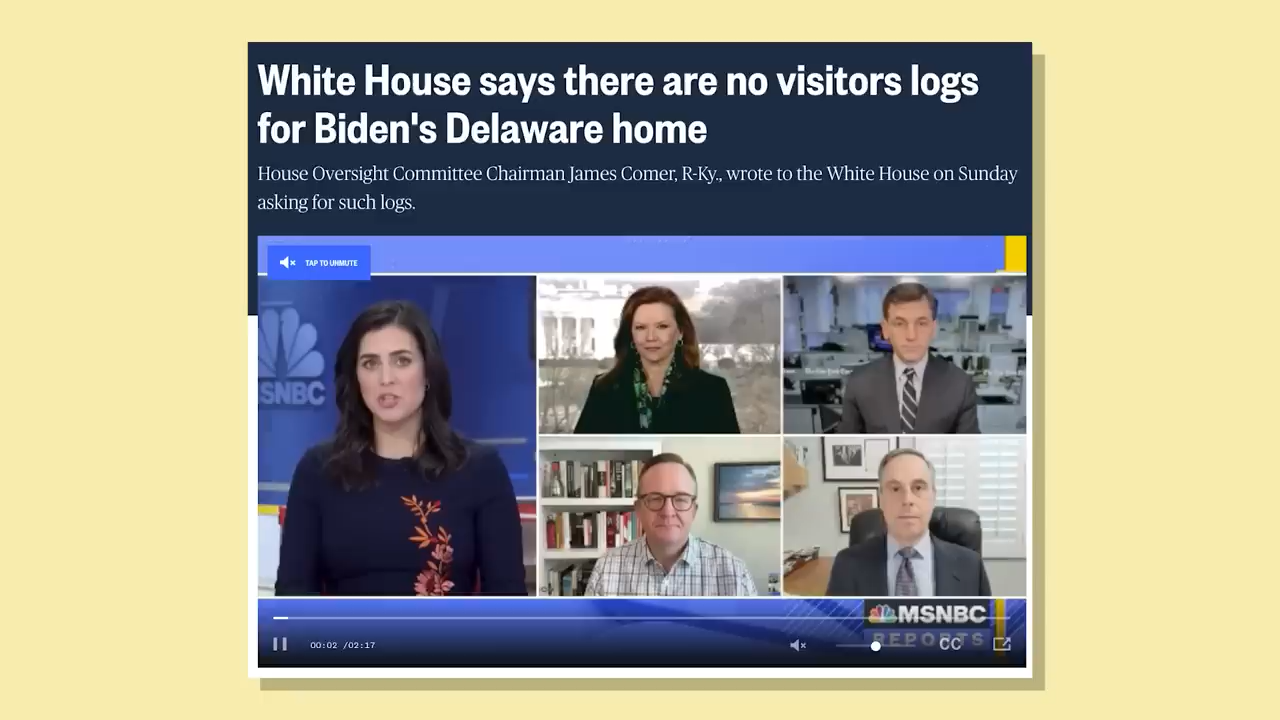 White House says there are no visitors logs
for Biden's Delaware home
House Oversight Committee Chairman James Comer, R-Ky., wrote to the White House on Sunday
asking for such logs.
TAP TO UNMUTE
MSNBC
MSNBC
REPORTS
00:02 /02:17
CC